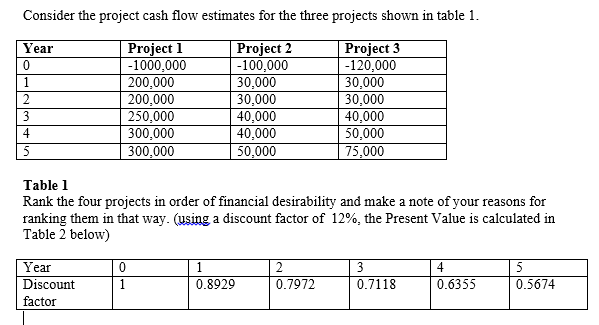 Consider the project cash flow estimates for the three projects shown in table 1.
Year Project 1 Project 2 Project 3
0 -1000,000 -100,000 -120,000
1 200,000 30,000 30,000
2 200,000 30,000 30,000
3 250,000 40,000 40,000
4 300,000 40,000 50,000
5 300,000 50,000 75,000
Table 1
Rank the four projects in order of financial desirability and make a note of your reasons for
ranking them in that way. (using a discount factor of 12%, the Present Value is calculated in
Table 2 below)
Year 0 1 2 3 4 5
Discount 1 0.8929 0.7972 0.7118 0.6355 0.5674
factor